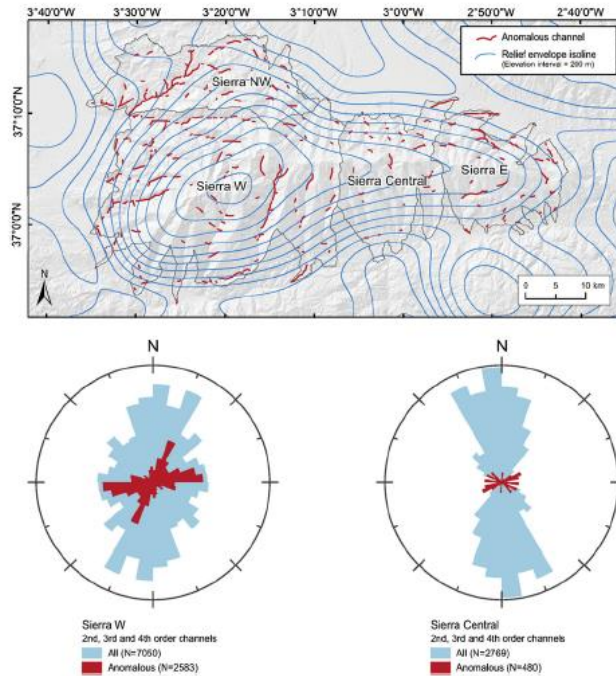 3°40'0"W
3°30'0"W
3°20'0"W
3°10'0"W
3°0'0"W
2°50'0"W
2°40'0"W
37°10'0"N
37°0'0"N
Anomalous channel
Relief envelope isoline
(Elevation interval = 200 m)
Sierra NW
Sierra W
Sierra Central
Sierra E
N
0 5 10 km
N
N
Sierra W
2nd, 3rd and 4th order channels
All (N=7050)
Anomalous (N=2583)
Sierra Central
2nd, 3rd and 4th order channels
All (N=2769)
Anomalous (N=480)